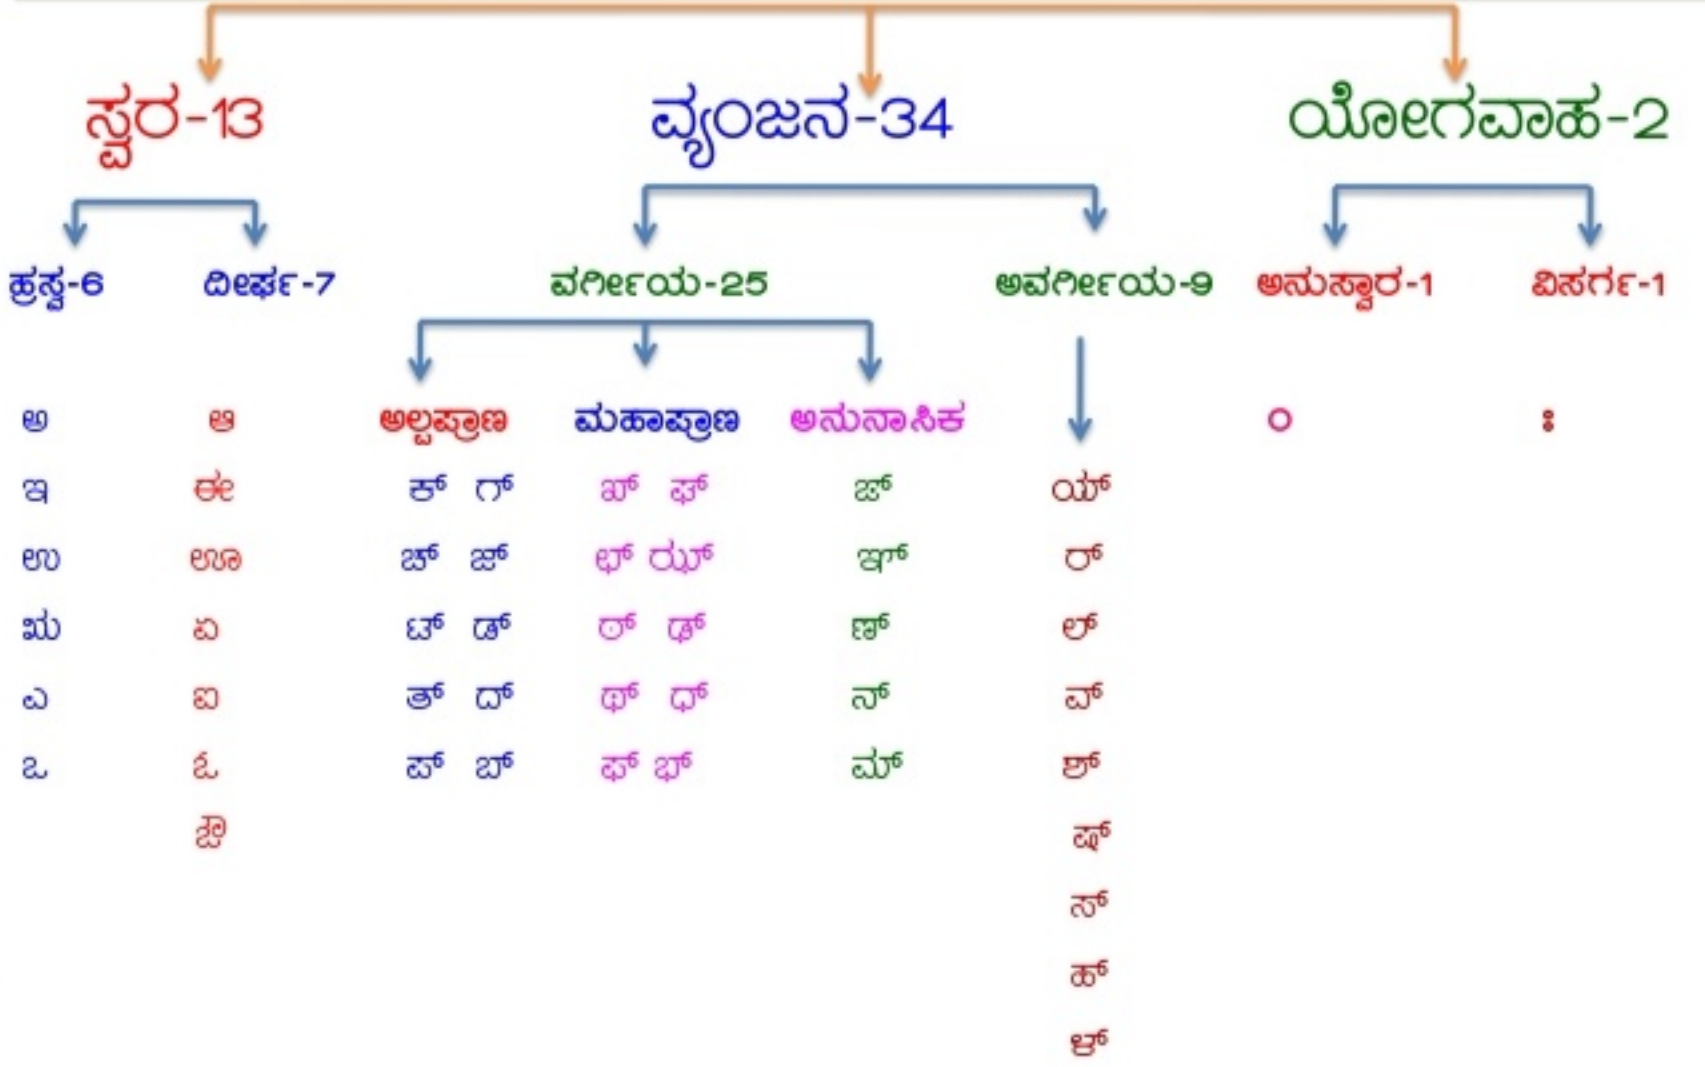 ಸ್ವರ-13 ವ್ಯಂಜನ-34 ಯೋಗವಾಹ-2
ಹ್ರಸ್ವ-6 ದೀರ್ಘ-7 ವರ್ಗೀಯ-25 ಅವರ್ಗೀಯ-9 ಅನುಸ್ವಾರ-1 ವಿಸರ್ಗ-1
ಅ ಆ ಅಲ್ಪಪ್ರಾಣ ಮಹಾಪ್ರಾಣ ಅನುನಾಸಿಕ ಂ ಃ
ಇ ಈ ಕ್ ಗ್ ಖ್ ಘ್ ಙ್ ಯ್
ಉ ಊ ಚ್ ಜ್ ಛ್ ಝ್ ಞ್ ರ್
ಋ ಏ ಟ್ ಡ್ ಠ್ ಢ್ ಣ್ ಲ್
ಎ ಐ ತ್ ದ್ ಥ್ ಧ್ ನ್ ವ್
ಒ ಓ ಪ್ ಬ್ ಫ್ ಭ್ ಮ್ ಶ್
ಔ ಷ್
ಸ್
ಹ್
ಳ್